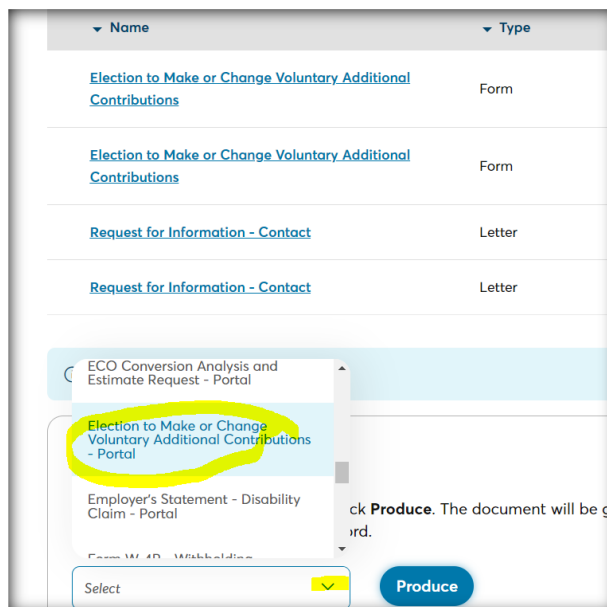 Name
Type
Election to Make or Change Voluntary Additional
Contributions
Form
Election to Make or Change Voluntary Additional
Contributions
Form
Request for Information - Contact
Letter
Request for Information - Contact
Letter
ECO Conversion Analysis and
Estimate Request - Portal
Election to Make or Change
Voluntary Additional Contributions
- Portal
Employer's Statement - Disability
Claim - Portal
ck Produce. The document will be g
ord.
Form W-4P - Withholding
Select
Produce